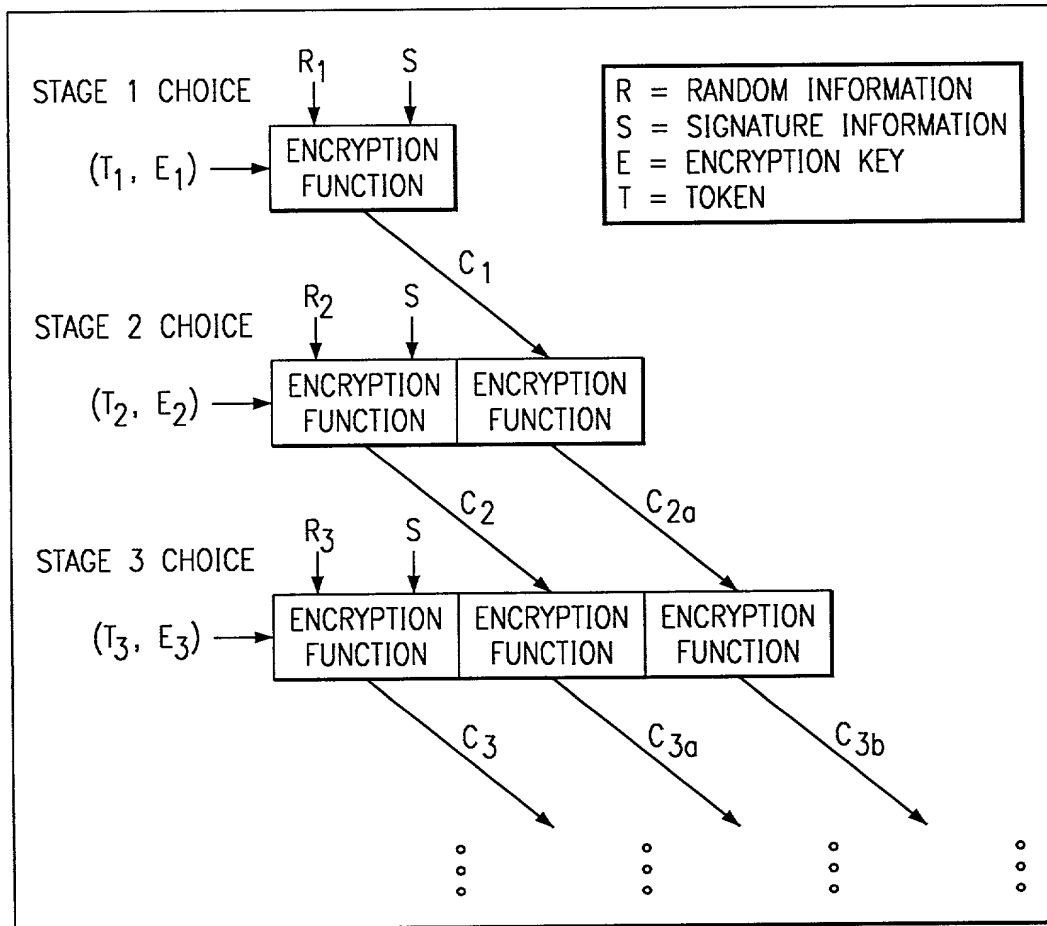 R1 S
STAGE 1 CHOICE
R = RANDOM INFORMATION
S = SIGNATURE INFORMATION
E = ENCRYPTION KEY
T = TOKEN
(T1, E1)
ENCRYPTION
FUNCTION
C1
R2 S
STAGE 2 CHOICE
(T2, E2)
ENCRYPTION
FUNCTION
ENCRYPTION
FUNCTION
C2
C2a
R3 S
STAGE 3 CHOICE
(T3, E3)
ENCRYPTION
FUNCTION
ENCRYPTION
FUNCTION
ENCRYPTION
FUNCTION
C3
C3a
C3b